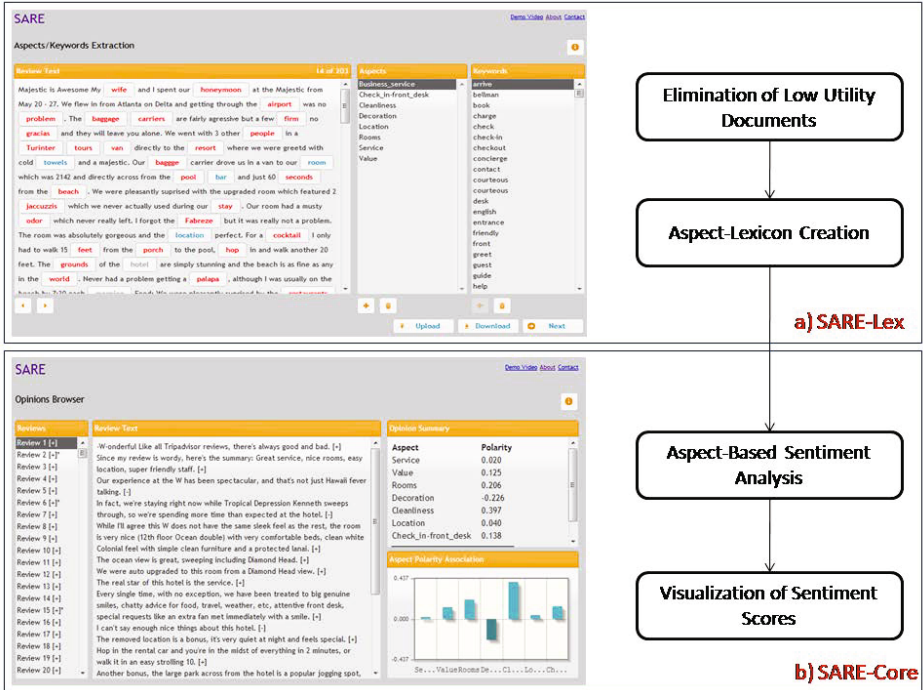 SARE
Demo Video About Contact
Aspects/Keywords Extraction
Review Text 14 of 203
Majestic is Awesome My wife and I spent our honeymoon at the Majestic from
May 20 - 27. We flew in from Atlanta on Delta and getting through the airport was no
problem . The baggage carriers are fairly agressive but a few firm no
gracias and they will leave you alone. We went with 3 other people in a
Turinter tours van directly to the resort where we were greetd with
cold towels and a majestic. Our baggge carrier drove us in a van to our room
which was 2142 and directly across from the pool bar and just 60 seconds
from the beach . We were pleasantly suprised with the upgraded room which featured 2
jaccuzzis which we never actually used during our stay . Our room had a musty
odor which never really left. I forgot the Fabreze but it was really not a problem.
The room was absolutely gorgeous and the location perfect. For a cocktail I only
had to walk 15 feet from the porch to the pool, hop in and walk another 20
feet. The grounds of the hotel are simply stunning and the beach is as fine as any
in the world . Never had a problem getting a palapa , although I was usually on the
Aspects
Business_service
Check_in-front_desk
Cleanliness
Decoration
Location
Rooms
Service
Value
Keywords
arrive
bellman
book
charge
check
check-in
checkout
concierge
contact
courteous
courteous
desk
english
entrance
friendly
front
greet
guest
guide
help
Upload
Download
Next
Elimination of Low Utility
Documents
Aspect-Lexicon Creation
a) SARE-Lex
SARE
Demo Video About Contact
Opinions Browser
Reviews
Review 1 [+]
Review 2 [+]*
Review 3 [+]
Review 4 [+]
Review 5 [+]
Review 6 [+]*
Review 7 [+]
Review 8 [+]
Review 9 [+]
Review 10 [+]
Review 11 [+]
Review 12 [+]
Review 13 [+]
Review 14 [+]
Review 15 [+]*
Review 16 [+]
Review 17 [+]
Review 18 [+]
Review 19 [+]
Review 20 [+]
Review Text
-W-onderful Like all Tripadvisor reviews, there's always good and bad. [+]
Since my review is wordy, here's the summary: Great service, nice rooms, easy
location, super friendly staff. [+]
Our experience at the W has been spectacular, and that's not just Hawaii fever
talking. [-]
In fact, we're staying right now while Tropical Depression Kenneth sweeps
through, so we're spending more time than expected at the hotel. [-]
While I'll agree this W does not have the same sleek feel as the rest, the room
is very nice (12th floor Ocean double) with very comfortable beds, clean white
Colonial feel with simple clean furniture and a protected lanai. [+]
The ocean view is great, sweeping including Diamond Head. [+]
We were auto upgraded to this room from a Diamond Head view. [+]
The real star of this hotel is the service. [+]
Every single time, with no exception, we have been treated to big genuine
smiles, chatty advice for food, travel, weather, etc, attentive front desk,
special requests like an extra fan met immediately with a smile. [+]
I can't say enough nice things about this hotel. [-]
The removed location is a bonus, it's very quiet at night and feels special. [+]
Hop in the rental car and you're in the midst of everything in 2 minutes, or
walk it in an easy strolling 10. [+]
Another bonus, the large park across from the hotel is a popular jogging spot,
Opinion Summary
Aspect Polarity
Service 0.020
Value 0.125
Rooms 0.206
Decoration -0.226
Cleanliness 0.397
Location 0.040
Check_in-front_desk 0.138
Aspect Polarity Association
0.437
0.000
-0.437
Se... Value Rooms De... Cl... Lo... Ch...
Aspect-Based Sentiment
Analysis
Visualization of Sentiment
Scores
b) SARE-Core